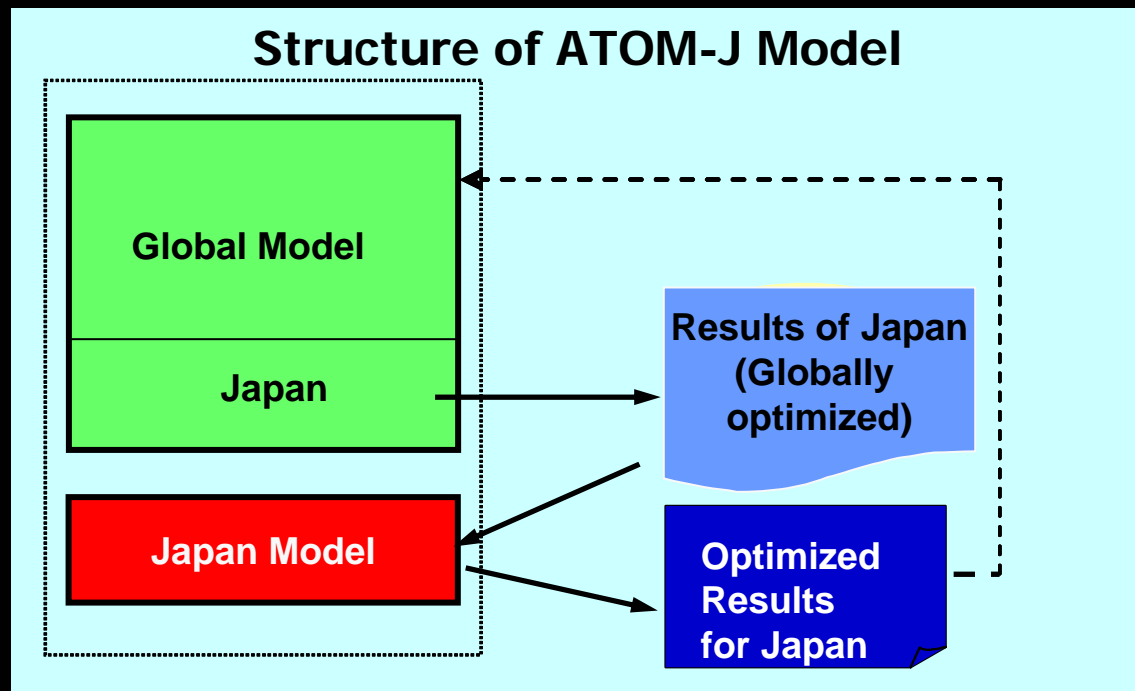 Structure of ATOM-J Model
Global Model
Japan
Results of Japan
(Globally
optimized)
Japan Model
Optimized
Results
for Japan